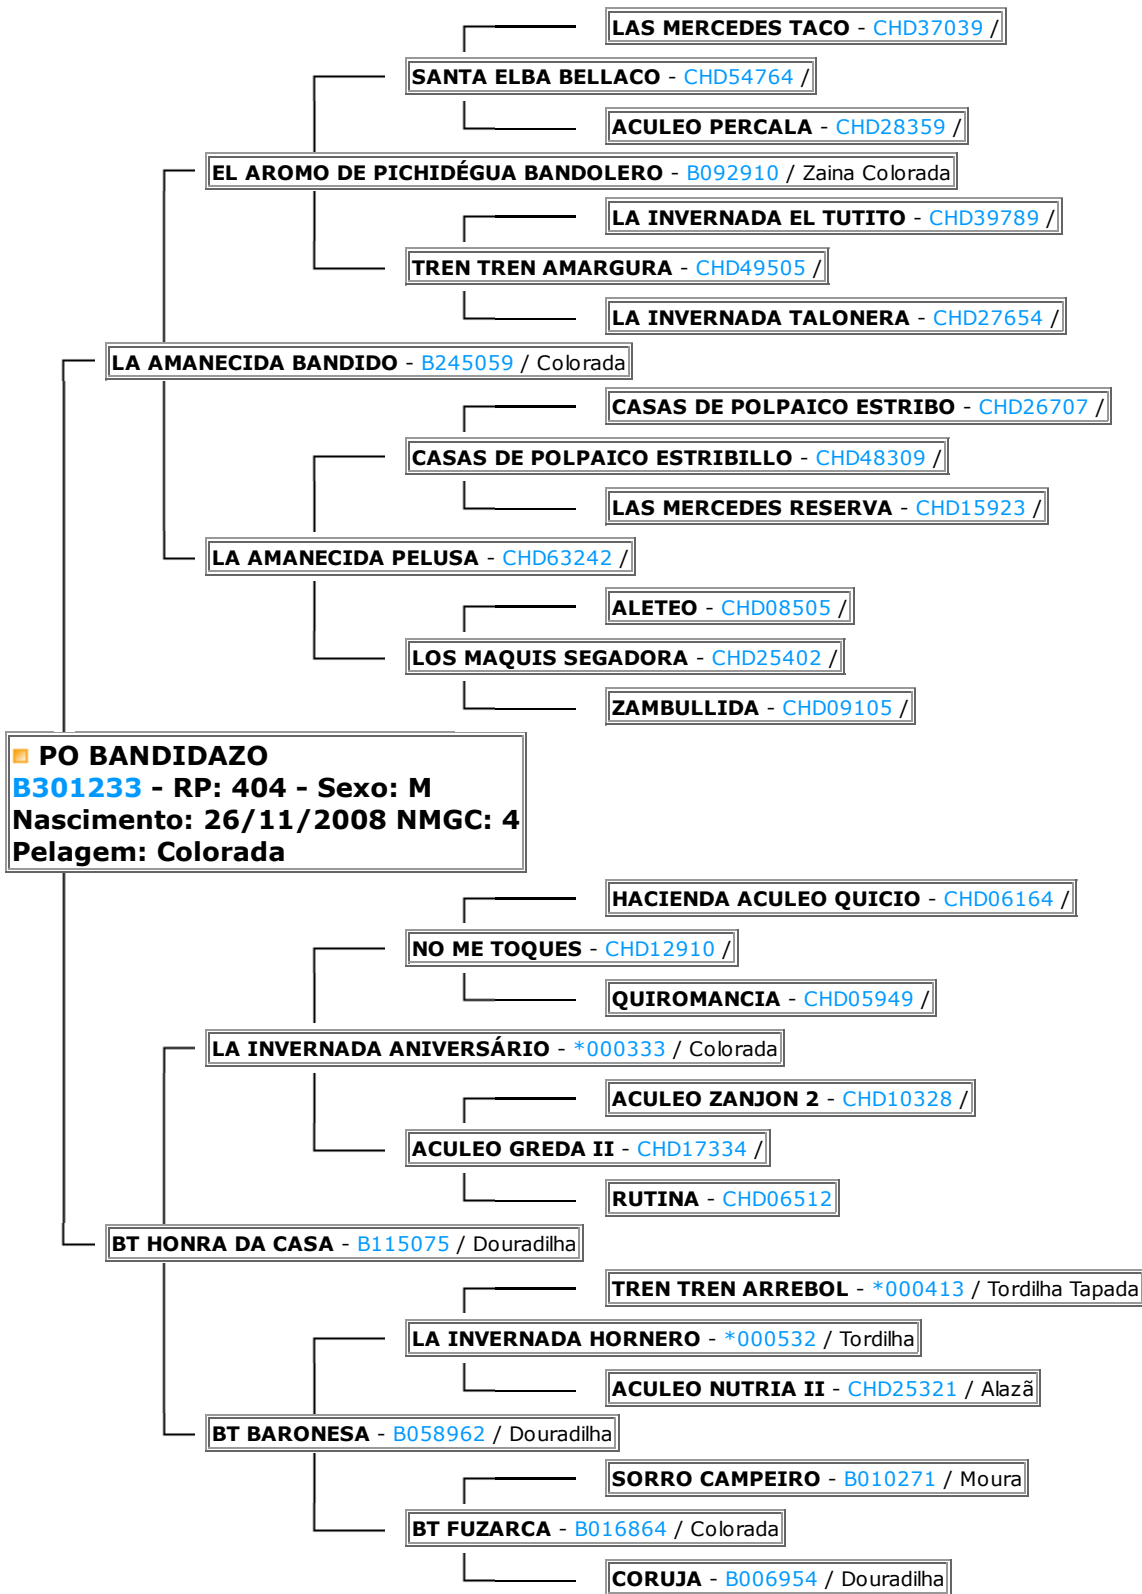 LAS MERCEDES TACO - CHD37039 /
SANTA ELBA BELLACO - CHD54764 /
ACULEO PERCALA - CHD28359 /
EL AROMO DE PICHIDÉGUA BANDOLERO - B092910 / Zaina Colorada
LA INVERNADA EL TUTITO - CHD39789 /
TREN TREN AMARGURA - CHD49505 /
LA INVERNADA TALONERA - CHD27654 /
LA AMANECIDA BANDIDO - B245059 / Colorada
CASAS DE POLPAICO ESTRIBO - CHD26707 /
CASAS DE POLPAICO ESTRIBILLO - CHD48309 /
LAS MERCEDES RESERVA - CHD15923 /
LA AMANECIDA PELUSA - CHD63242 /
ALETEO - CHD08505 /
LOS MAQUIS SEGADORA - CHD25402 /
ZAMBULLIDA - CHD09105 /
PO BANDIDAZO
B301233 - RP: 404 - Sexo: M
Nascimento: 26/11/2008 NMGC: 4
Pelagem: Colorada
HACIENDA ACULEO QUICIO - CHD06164 /
NO ME TOQUES - CHD12910 /
QUIROMANCIA - CHD05949 /
LA INVERNADA ANIVERSÁRIO - *000333 / Colorada
ACULEO ZANJON 2 - CHD10328 /
ACULEO GREDA II - CHD17334 /
RUTINA - CHD06512
BT HONRA DA CASA - B115075 / Douradilha
TREN TREN ARREBOL - *000413 / Tordilha Tapada
LA INVERNADA HORNERO - *000532 / Tordilha
ACULEO NUTRIA II - CHD25321 / Alazã
BT BARONESA - B058962 / Douradilha
SORRO CAMPEIRO - B010271 / Moura
BT FUZARCA - B016864 / Colorada
CORUJA - B006954 / Douradilha